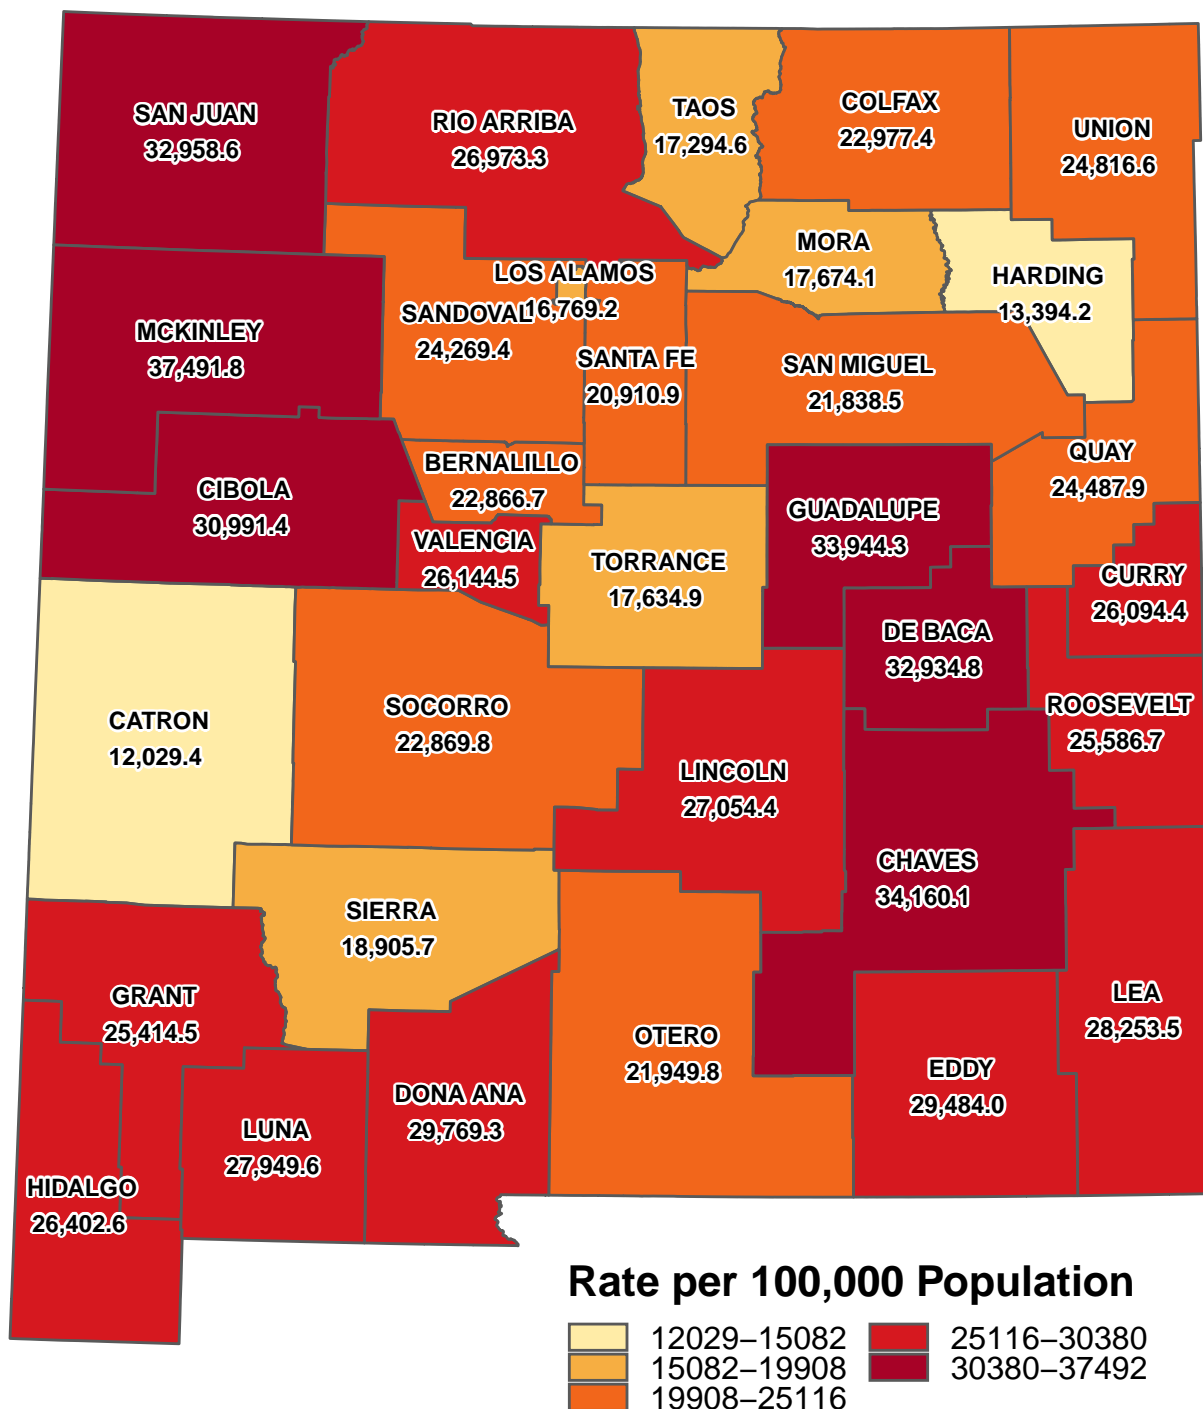 SAN JUAN
32,958.6
RIO ARRIBA
26,973.3
TAOS
17,294.6
COLFAX
22,977.4
UNION
24,816.6
MORA
17,674.1
HARDING
13,394.2
LOS ALAMOS
16,769.2
SANDOVAL
24,269.4
MCKINLEY
37,491.8
SANTA FE
20,910.9
SAN MIGUEL
21,838.5
QUAY
24,487.9
BERNALILLO
22,866.7
CIBOLA
30,991.4
GUADALUPE
33,944.3
VALENCIA
26,144.5
TORRANCE
17,634.9
CURRY
26,094.4
DE BACA
32,934.8
ROOSEVELT
25,586.7
CATRON
12,029.4
SOCORRO
22,869.8
LINCOLN
27,054.4
CHAVES
34,160.1
SIERRA
18,905.7
GRANT
25,414.5
LEA
28,253.5
OTERO
21,949.8
EDDY
29,484.0
DONA ANA
29,769.3
LUNA
27,949.6
HIDALGO
26,402.6
Rate per 100,000 Population
12029–15082
15082–19908
19908–25116
25116–30380
30380–37492